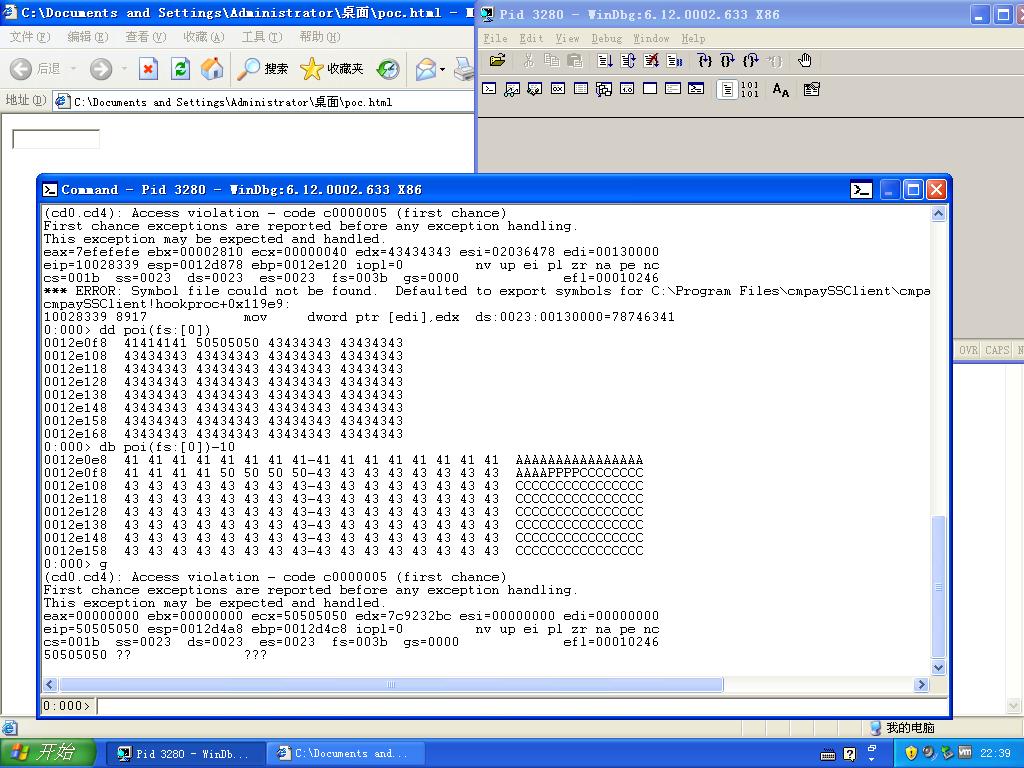 C:\Documents and Settings\Administrator\桌面\poc.html -
文件(F) 编辑(E) 查看(V) 收藏(A) 工具(T) 帮助(H)
后退 搜索 收藏夹
地址(D) C:\Documents and Settings\Administrator\桌面\poc.html
Pid 3280 - WinDbg:6.12.0002.633 X86
File Edit View Debug Window Help
OVR CAPS
Command - Pid 3280 - WinDbg:6.12.0002.633 X86
(cd0.cd4): Access violation - code c0000005 (first chance)
First chance exceptions are reported before any exception handling.
This exception may be expected and handled.
eax=7efefefe ebx=00002810 ecx=00000040 edx=43434343 esi=02036478 edi=00130000
eip=10028339 esp=0012d878 ebp=0012e120 iopl=0         nv up ei pl zr na pe nc
cs=001b  ss=0023  ds=0023  es=0023  fs=003b  gs=0000             efl=00010246
*** ERROR: Symbol file could not be found.  Defaulted to export symbols for C:\Program Files\cmpaySSClient\cmpa
cmpaySSClient!hookproc+0x119e9:
10028339 8917            mov     dword ptr [edi],edx  ds:0023:00130000=78746341
0:000> dd poi(fs:[0])
0012e0f8  41414141 50505050 43434343 43434343
0012e108  43434343 43434343 43434343 43434343
0012e118  43434343 43434343 43434343 43434343
0012e128  43434343 43434343 43434343 43434343
0012e138  43434343 43434343 43434343 43434343
0012e148  43434343 43434343 43434343 43434343
0012e158  43434343 43434343 43434343 43434343
0012e168  43434343 43434343 43434343 43434343
0:000> db poi(fs:[0])-10
0012e0e8  41 41 41 41 41 41 41 41-41 41 41 41 41 41 41 41  AAAAAAAAAAAAAAAA
0012e0f8  41 41 41 41 50 50 50 50-43 43 43 43 43 43 43 43  AAAAPPPPCCCCCCCC
0012e108  43 43 43 43 43 43 43 43-43 43 43 43 43 43 43 43  CCCCCCCCCCCCCCCC
0012e118  43 43 43 43 43 43 43 43-43 43 43 43 43 43 43 43  CCCCCCCCCCCCCCCC
0012e128  43 43 43 43 43 43 43 43-43 43 43 43 43 43 43 43  CCCCCCCCCCCCCCCC
0012e138  43 43 43 43 43 43 43 43-43 43 43 43 43 43 43 43  CCCCCCCCCCCCCCCC
0012e148  43 43 43 43 43 43 43 43-43 43 43 43 43 43 43 43  CCCCCCCCCCCCCCCC
0012e158  43 43 43 43 43 43 43 43-43 43 43 43 43 43 43 43  CCCCCCCCCCCCCCCC
0:000> g
(cd0.cd4): Access violation - code c0000005 (first chance)
First chance exceptions are reported before any exception handling.
This exception may be expected and handled.
eax=00000000 ebx=00000000 ecx=50505050 edx=7c9232bc esi=00000000 edi=00000000
eip=50505050 esp=0012d4a8 ebp=0012d4c8 iopl=0         nv up ei pl zr na pe nc
cs=001b  ss=0023  ds=0023  es=0023  fs=003b  gs=0000             efl=00010246
50505050 ??              ???
0:000>
我的电脑
开始 Pid 3280 - WinDb... C:\Documents and... 22:39